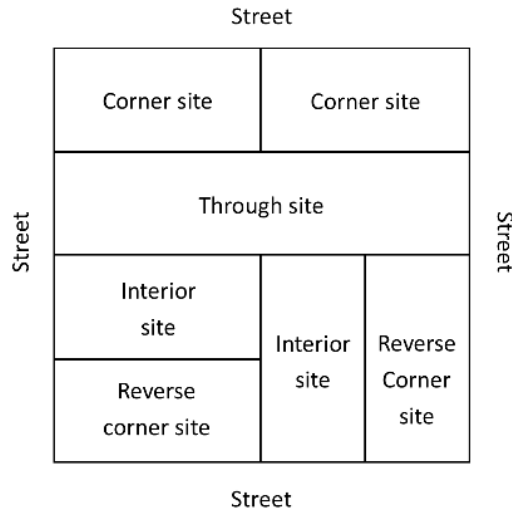 Street
Corner site
Corner site
Through site
Street
Street
Interior
site
Interior
site
Reverse
Corner
site
Reverse
corner site
Street